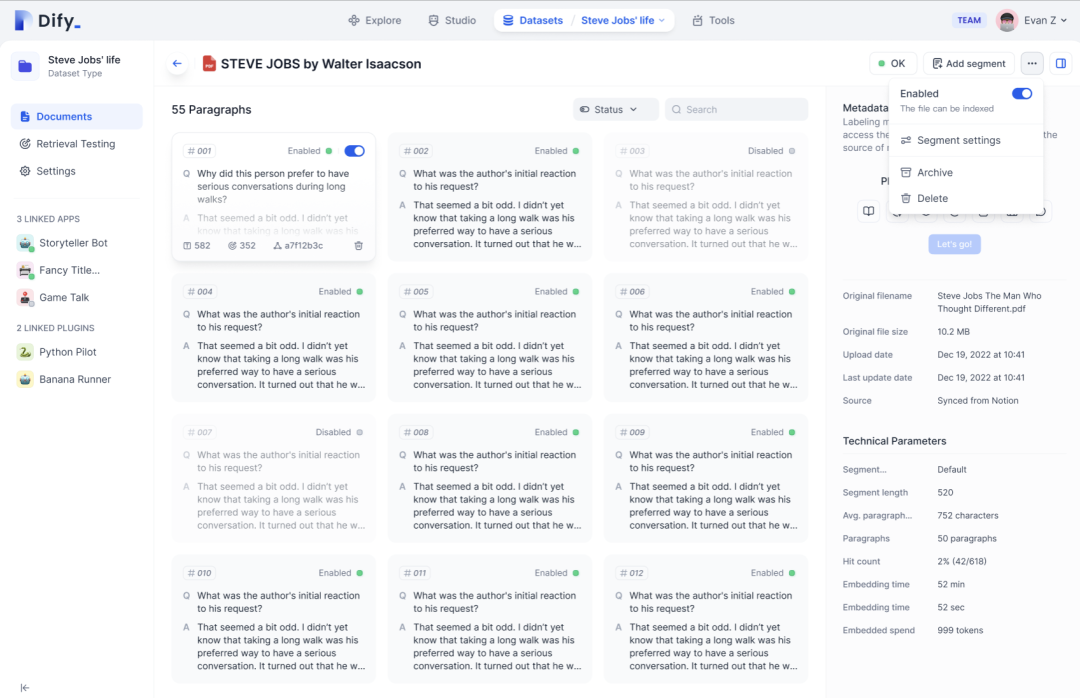 Dify_
Explore
Studio
Datasets / Steve Jobs' life
Tools
TEAM
Evan Z
Steve Jobs' life
Dataset Type
Documents
Retrieval Testing
Settings
3 LINKED APPS
Storyteller Bot
Fancy Title...
Game Talk
2 LINKED PLUGINS
Python Pilot
Banana Runner
PDF
STEVE JOBS by Walter Isaacson
OK
Add segment
55 Paragraphs
Status
Search
# 001
Enabled
Q Why did this person prefer to have
serious conversations during long
walks?
A That seemed a bit odd. I didn't yet
know that taking a long walk was his
582
352
a7f12b3c
# 002
Enabled
Q What was the author's initial reaction
to his request?
A That seemed a bit odd. I didn't yet
know that taking a long walk was his
preferred way to have a serious
conversation. It turned out that he w...
# 003
Disabled
Q What was the author's initial reaction
to his request?
A That seemed a bit odd. I didn't yet
know that taking a long walk was his
preferred way to have a serious
conversation. It turned out that he w...
# 004
Enabled
Q What was the author's initial reaction
to his request?
A That seemed a bit odd. I didn't yet
know that taking a long walk was his
preferred way to have a serious
conversation. It turned out that he w...
# 005
Enabled
Q What was the author's initial reaction
to his request?
A That seemed a bit odd. I didn't yet
know that taking a long walk was his
preferred way to have a serious
conversation. It turned out that he w...
# 006
Enabled
Q What was the author's initial reaction
to his request?
A That seemed a bit odd. I didn't yet
know that taking a long walk was his
preferred way to have a serious
conversation. It turned out that he w...
# 007
Disabled
Q What was the author's initial reaction
to his request?
A That seemed a bit odd. I didn't yet
know that taking a long walk was his
preferred way to have a serious
conversation. It turned out that he w...
# 008
Enabled
Q What was the author's initial reaction
to his request?
A That seemed a bit odd. I didn't yet
know that taking a long walk was his
preferred way to have a serious
conversation. It turned out that he w...
# 009
Enabled
Q What was the author's initial reaction
to his request?
A That seemed a bit odd. I didn't yet
know that taking a long walk was his
preferred way to have a serious
conversation. It turned out that he w...
# 010
Enabled
Q What was the author's initial reaction
to his request?
A That seemed a bit odd. I didn't yet
know that taking a long walk was his
preferred way to have a serious
conversation. It turned out that he w...
# 011
Enabled
Q What was the author's initial reaction
to his request?
A That seemed a bit odd. I didn't yet
know that taking a long walk was his
preferred way to have a serious
conversation. It turned out that he w...
# 012
Enabled
Q What was the author's initial reaction
to his request?
A That seemed a bit odd. I didn't yet
know that taking a long walk was his
preferred way to have a serious
conversation. It turned out that he w...
Enabled
The file can be indexed
Segment settings
Archive
Delete
Metadata
Labeling
access the
the
source of
Let's go!
Original filename
Steve Jobs The Man Who
Thought Different.pdf
Original file size
10.2 MB
Upload date
Dec 19, 2022 at 10:41
Last update date
Dec 19, 2022 at 10:41
Source
Synced from Notion
Technical Parameters
Segment...
Default
Segment length
520
Avg. paragraph...
752 characters
Paragraphs
50 paragraphs
Hit count
2% (42/618)
Embedding time
52 min
Embedding time
52 sec
Embedded spend
999 tokens